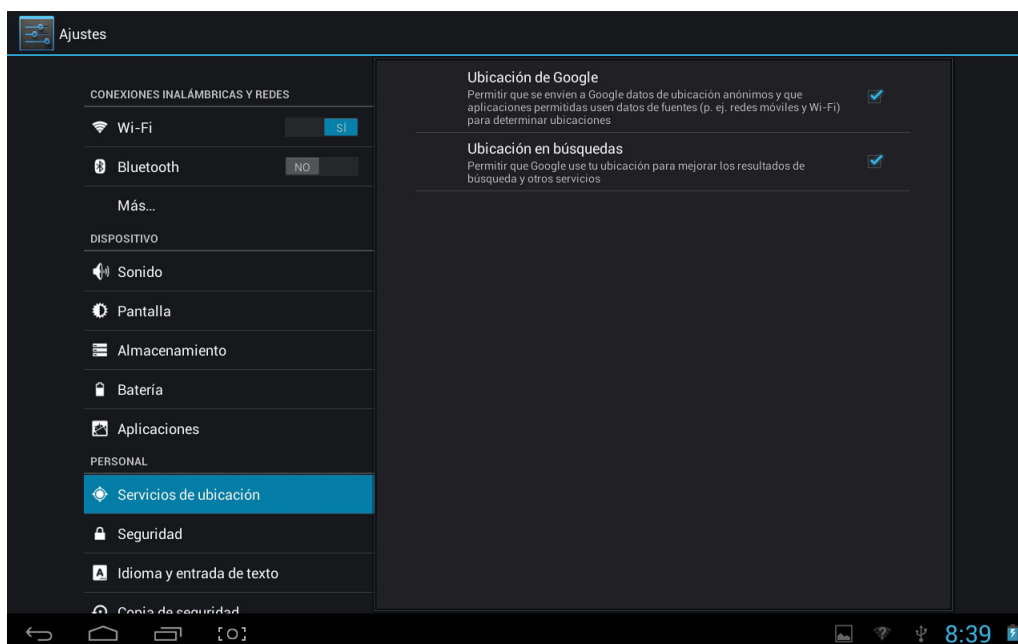 Ajustes
CONEXIONES INALÁMBRICAS Y REDES
Wi-Fi
SÍ
Bluetooth
NO
Más...
DISPOSITIVO
Sonido
Pantalla
Almacenamiento
Batería
Aplicaciones
PERSONAL
Servicios de ubicación
Seguridad
Idioma y entrada de texto
Copia de seguridad
Ubicación de Google
Permitir que se envíen a Google datos de ubicación anónimos y que
aplicaciones permitidas usen datos de fuentes (p. ej. redes móviles y Wi-Fi)
para determinar ubicaciones
Ubicación en búsquedas
Permitir que Google use tu ubicación para mejorar los resultados de
búsqueda y otros servicios
8:39